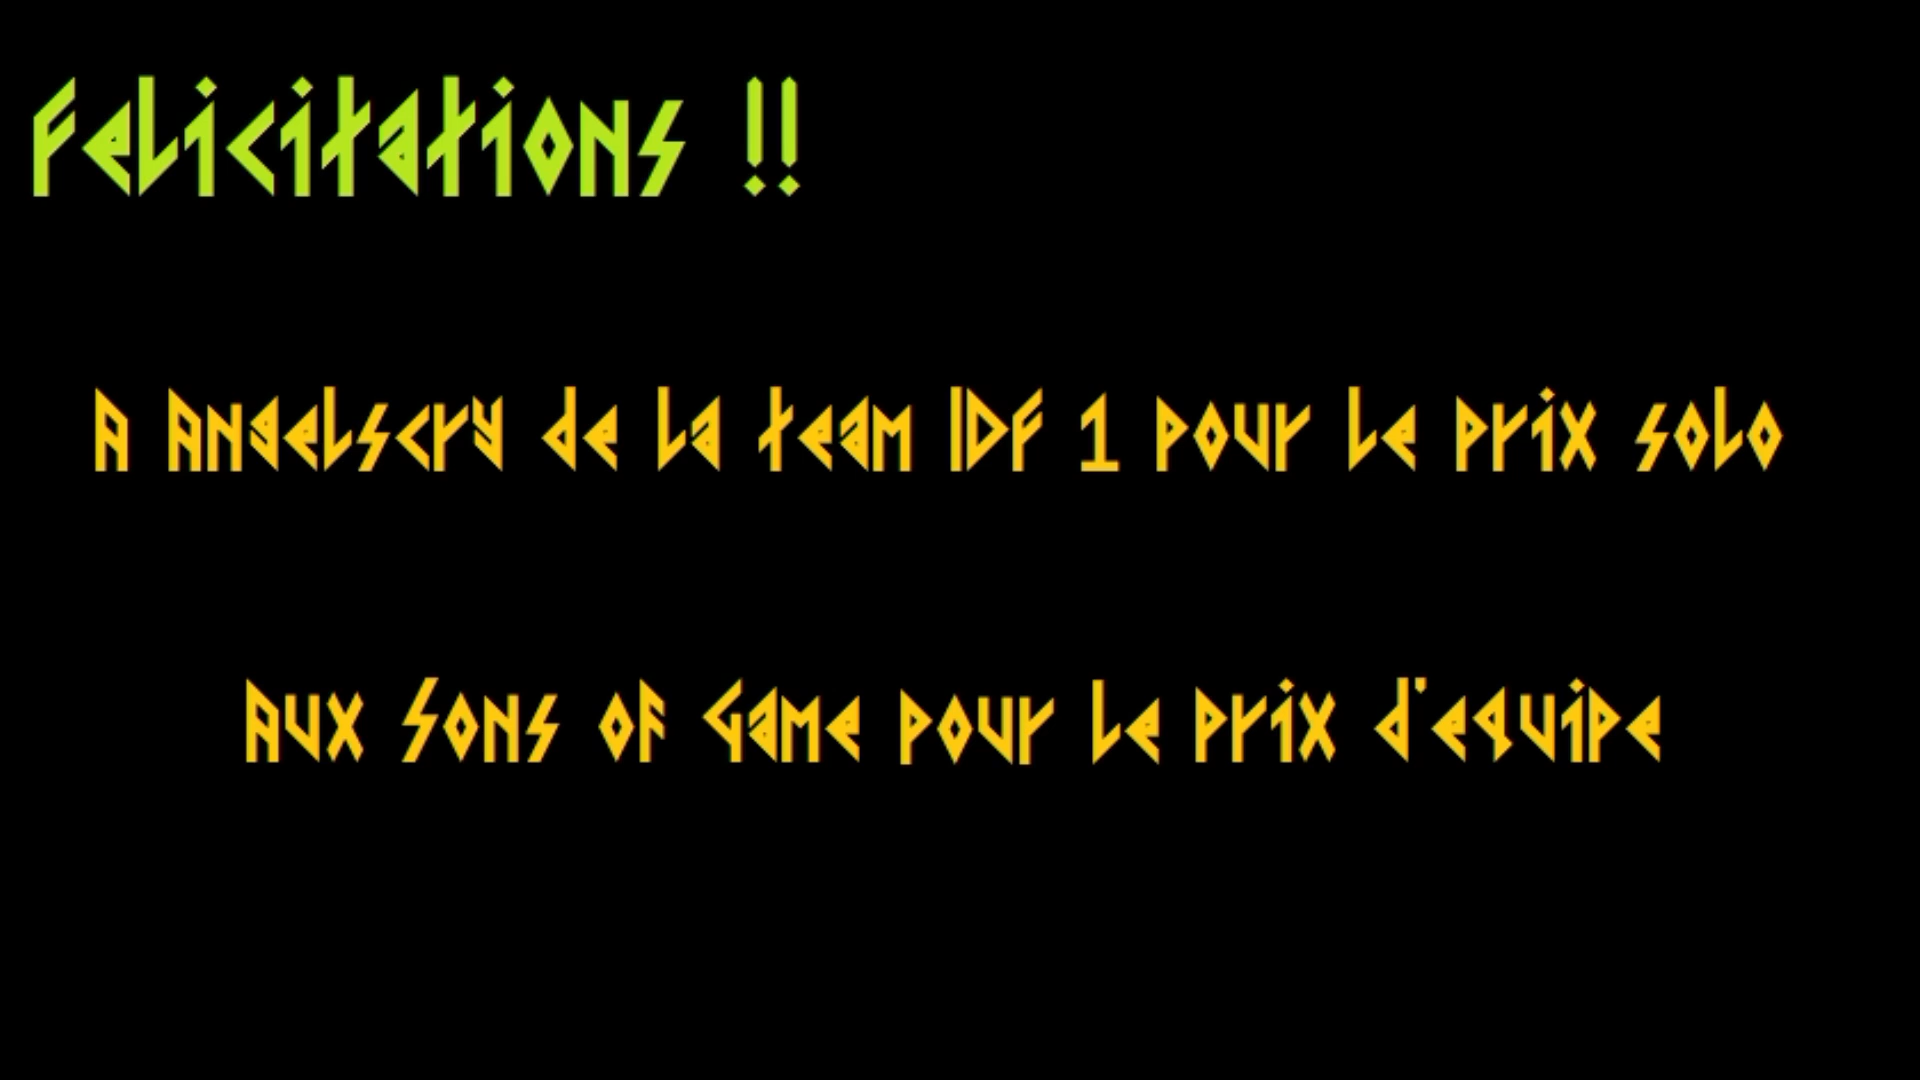 Felicitations !!
A Angelscry de la team IDF 1 pour le prix solo
Aux Sons of Game pour le prix d'equipe